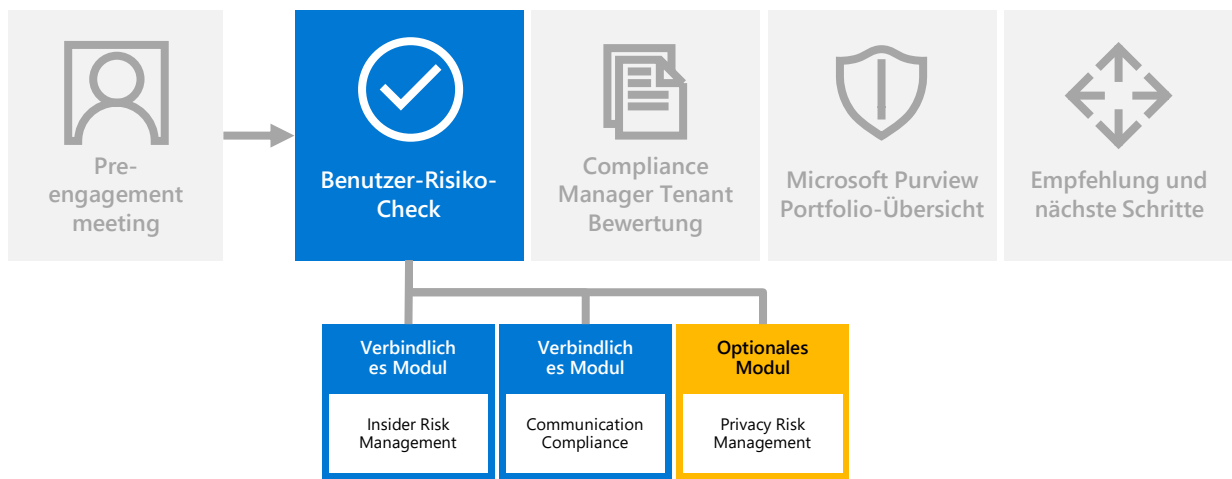 Pre-
engagement
meeting
Benutzer-Risiko-
Check
Compliance
Manager Tenant
Bewertung
Microsoft Purview
Portfolio-Übersicht
Empfehlung und
nächste Schritte
Verbindlich
es Modul
Insider Risk
Management
Verbindlich
es Modul
Communication
Compliance
Optionales
Modul
Privacy Risk
Management